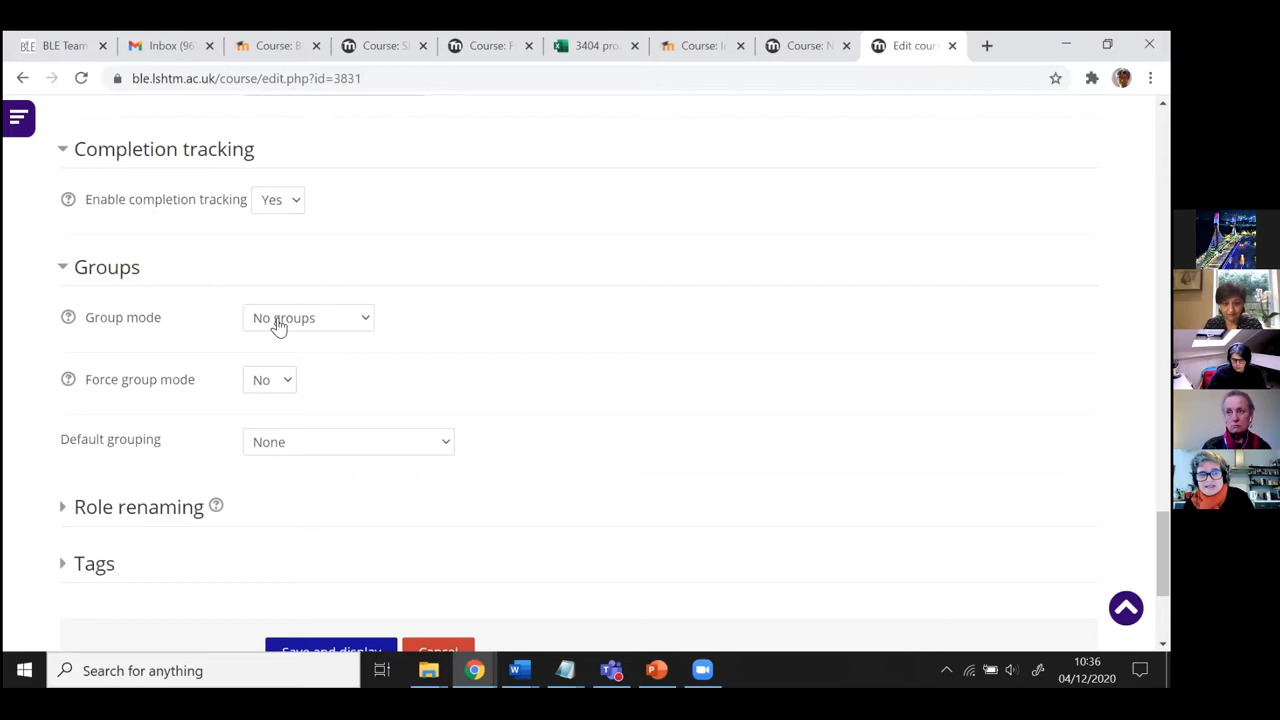 BLE BLE Team
Inbox (96
Course: B
Course: S
Course: F
3404 pro
Course: I
Course: N
Edit cour
ble.lshtm.ac.uk/course/edit.php?id=3831
Completion tracking
Enable completion tracking Yes
Groups
Group mode No groups
Force group mode No
Default grouping None
Role renaming
Tags
Save and display Cancel
Search for anything
10:36
04/12/2020